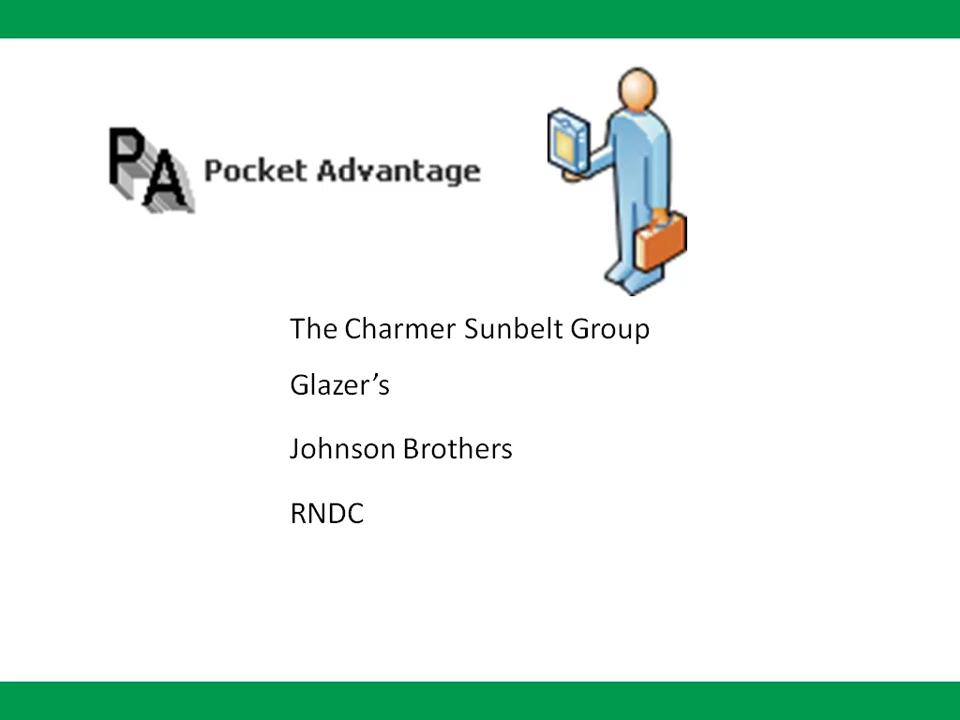 PA Pocket Advantage
The Charmer Sunbelt Group
Glazer’s
Johnson Brothers
RNDC